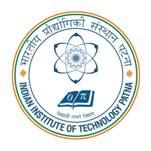 भारतीय प्रौद्योगिकी संस्थान पटना
INDIAN INSTITUTE OF TECHNOLOGY PATNA